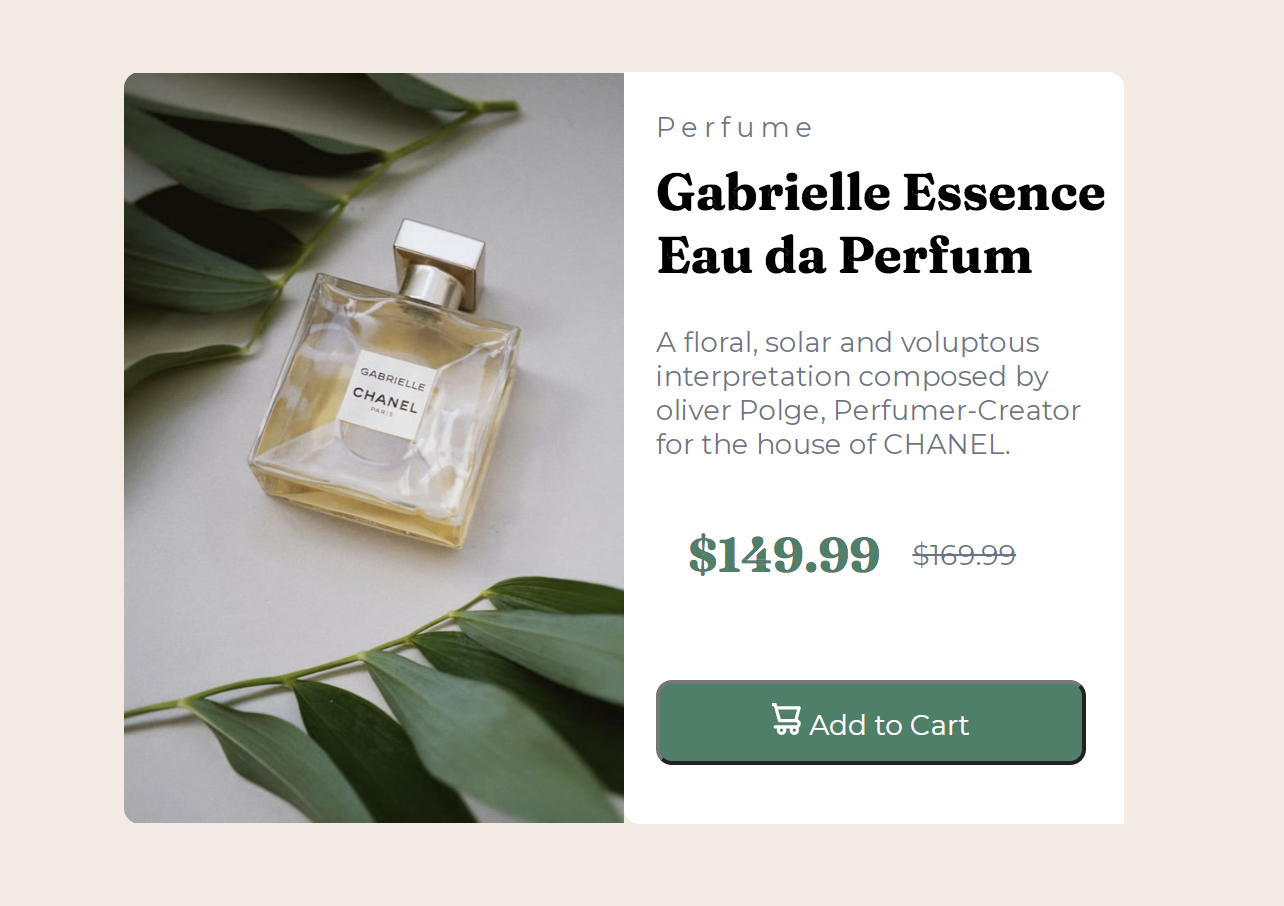 Perfume
Gabrielle Essence
Eau da Perfum
A floral, solar and voluptous
interpretation composed by
oliver Polge, Perfumer-Creator
for the house of CHANEL.
$149.99 $169.99
Add to Cart
GABRIELLE
CHANEL
PARIS